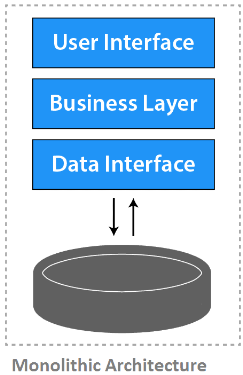 User Interface
Business Layer
Data Interface
Monolithic Architecture